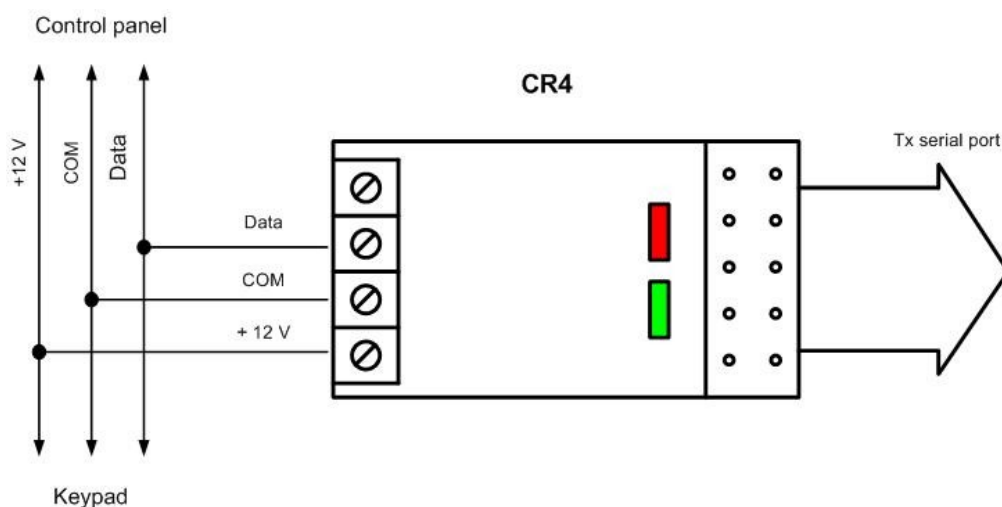 Control panel
CR4
+12 V
COM
Data
Tx serial port
Data
COM
+ 12 V
Keypad